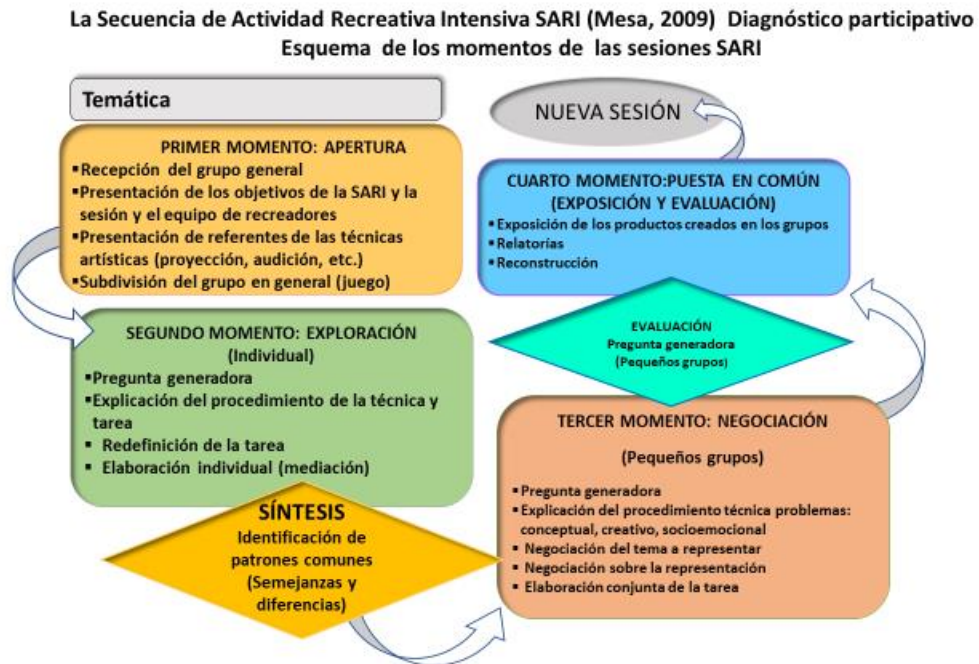 La Secuencia de Actividad Recreativa Intensiva SARI (Mesa, 2009) Diagnóstico participativo
Esquema de los momentos de las sesiones SARI
Temática
PRIMER MOMENTO: APERTURA
▪Recepción del grupo general
▪Presentación de los objetivos de la SARI y la
sesión y el equipo de recreadores
▪Presentación de referentes de las técnicas
artísticas (proyección, audición, etc.)
▪Subdivisión del grupo en general (juego)
SEGUNDO MOMENTO: EXPLORACIÓN
(Individual)
▪Pregunta generadora
▪Explicación del procedimiento de la técnica y
tarea
▪ Redefinición de la tarea
▪ Elaboración individual (mediación)
SÍNTESIS
Identificación de
patrones comunes
(Semejanzas y
diferencias)
TERCER MOMENTO: NEGOCIACIÓN
(Pequeños grupos)
▪Pregunta generadora
▪Explicación del procedimiento técnica problemas:
conceptual, creativo, socioemocional
▪ Negociación del tema a representar
▪ Negociación sobre la representación
▪ Elaboración conjunta de la tarea
EVALUACIÓN
Pregunta generadora
(Pequeños grupos)
CUARTO MOMENTO:PUESTA EN COMÚN
(EXPOSICIÓN Y EVALUACIÓN)
▪Exposición de los productos creados en los grupos
▪Relatorías
▪Reconstrucción
NUEVA SESIÓN